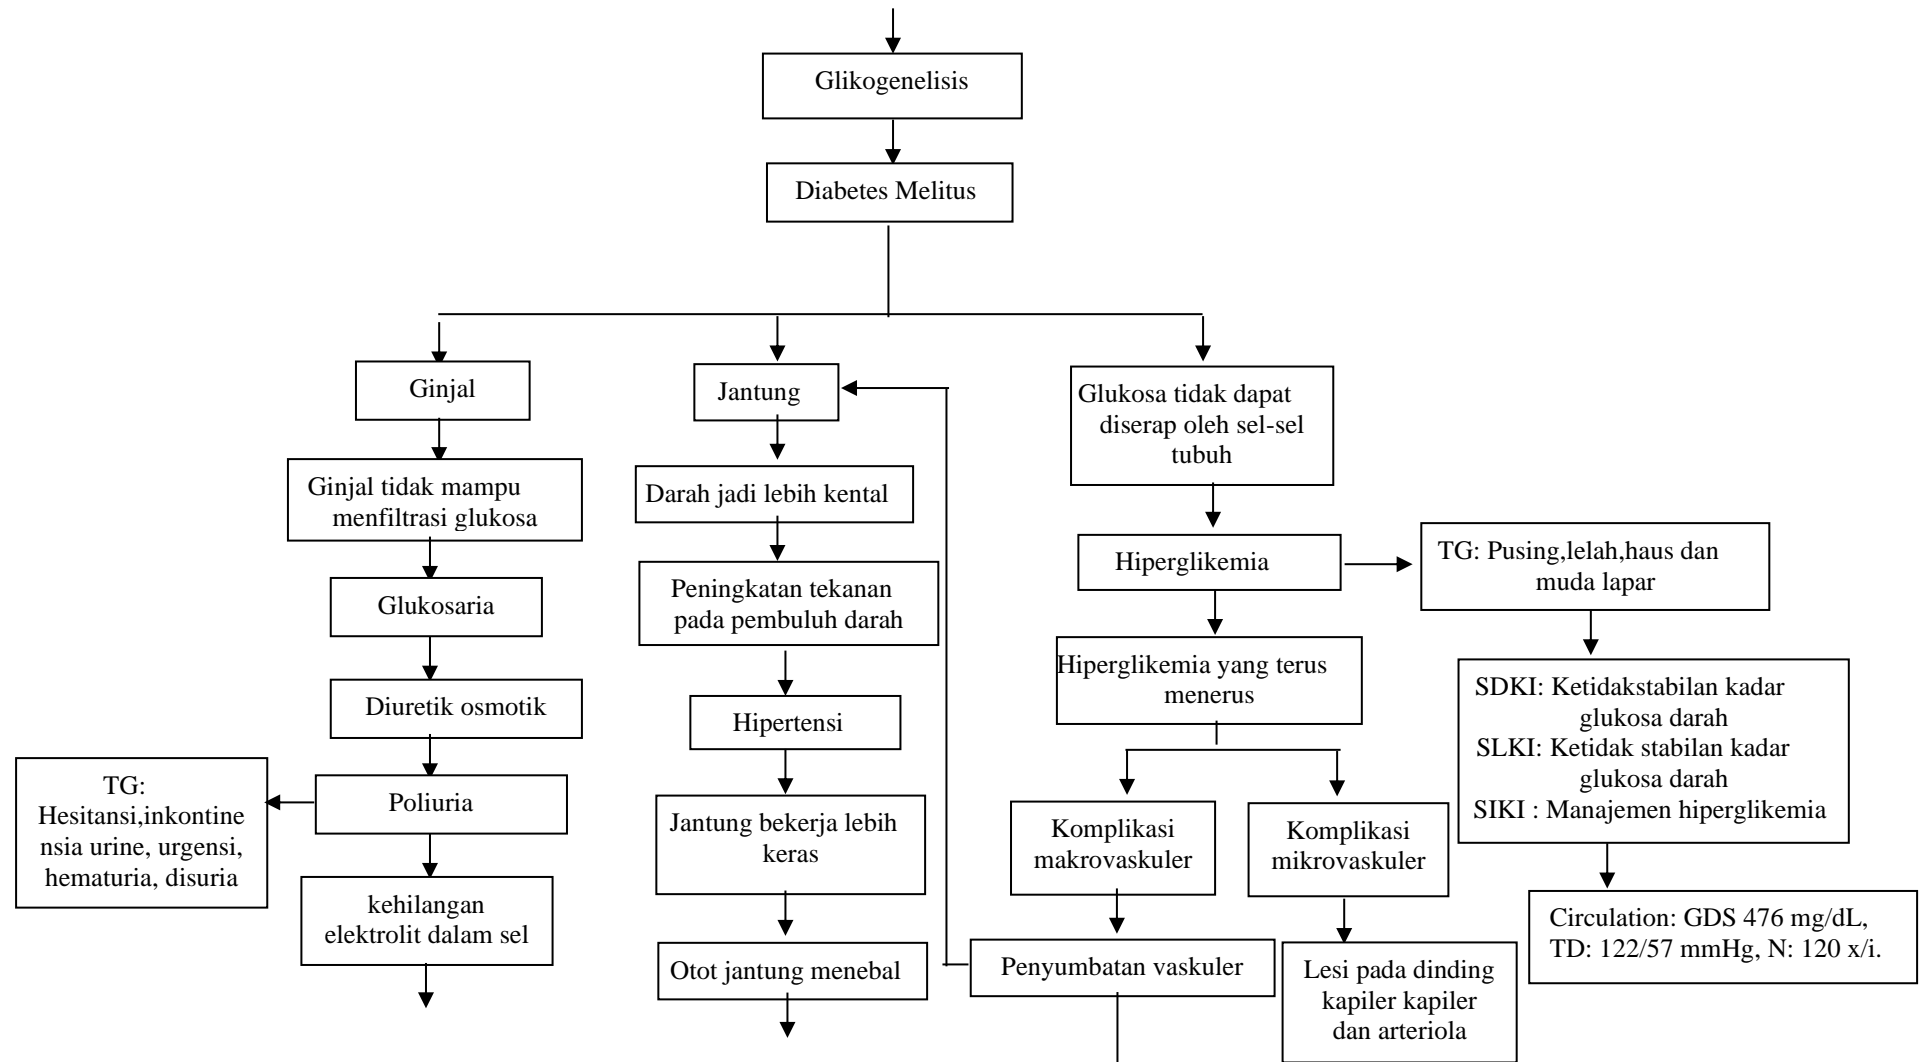 Glikogenelisis
Diabetes Melitus
Ginjal
Ginjal tidak mampu
menfiltrasi glukosa
Glukosaria
Diuretik osmotik
Poliuria
TG:
Hesitansi,inkontine
nsia urine, urgensi,
hematuria, disuria
kehilangan
elektrolit dalam sel
Jantung
Darah jadi lebih kental
Peningkatan tekanan
pada pembuluh darah
Hipertensi
Jantung bekerja lebih
keras
Otot jantung menebal
Glukosa tidak dapat
diserap oleh sel-sel
tubuh
Hiperglikemia
Hiperglikemia yang terus
menerus
Komplikasi
makrovaskuler
Penyumbatan vaskuler
Komplikasi
mikrovaskuler
Lesi pada dinding
kapiler kapiler
dan arteriola
TG: Pusing,lelah,haus dan
muda lapar
SDKI: Ketidakstabilan kadar
glukosa darah
SLKI: Ketidak stabilan kadar
glukosa darah
SIKI : Manajemen hiperglikemia
Circulation: GDS 476 mg/dL,
TD: 122/57 mmHg, N: 120 x/i.